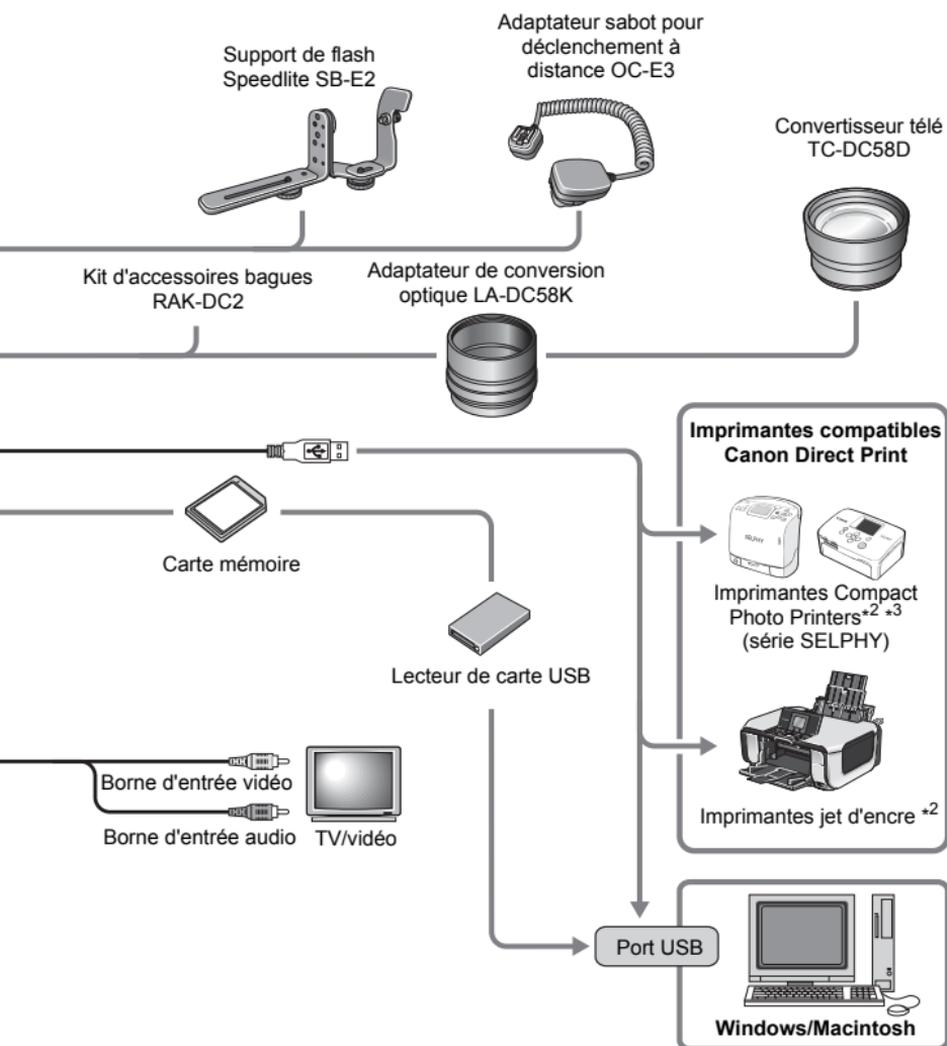 Adaptateur sabot pour
déclenchement à
distance OC-E3
Support de flash
Speedlite SB-E2
Convertisseur télé
TC-DC58D
Kit d'accessoires bagues
RAK-DC2
Adaptateur de conversion
optique LA-DC58K
Imprimantes compatibles
Canon Direct Print
SELPHY
Imprimantes Compact
Photo Printers*2 *3
(série SELPHY)
Carte mémoire
Lecteur de carte USB
Imprimantes jet d'encre *2
Borne d'entrée vidéo
Borne d'entrée audio
TV/vidéo
Port USB
Windows/Macintosh